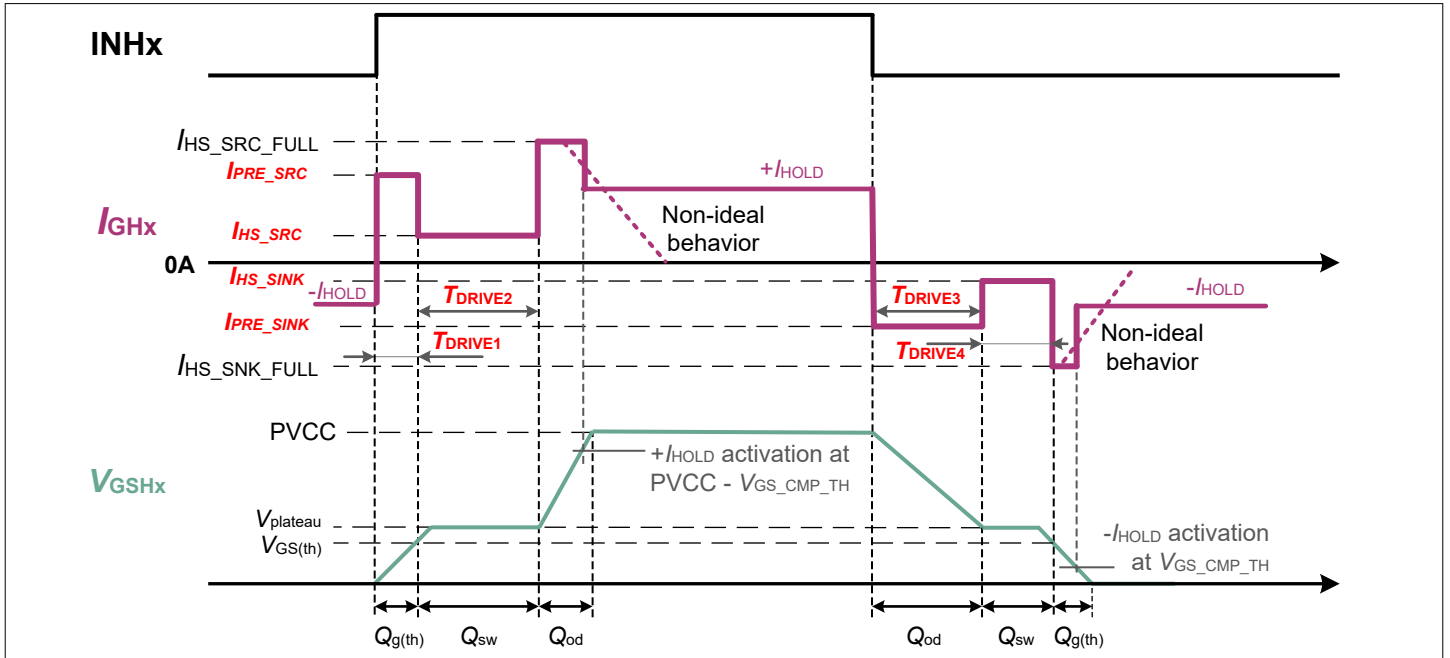 INHx
IHS_SRC_FULL
IPRE_SRC
+IHOLD
IGHx
IHS_SRC
Non-ideal
behavior
0A
IHS_SINK
-IHOLD
TDRIVE2
TDRIVE3
-IHOLD
IPRE_SINK
TDRIVE1
TDRIVE4
Non-ideal
behavior
IHS_SNK_FULL
PVCC
+IHOLD activation at
PVCC - VGS_CMP_TH
VGSHx
Vplateau
VGS(th)
-IHOLD activation
at VGS_CMP_TH
Qg(th)
Qsw
Qod
Qod
Qsw
Qg(th)